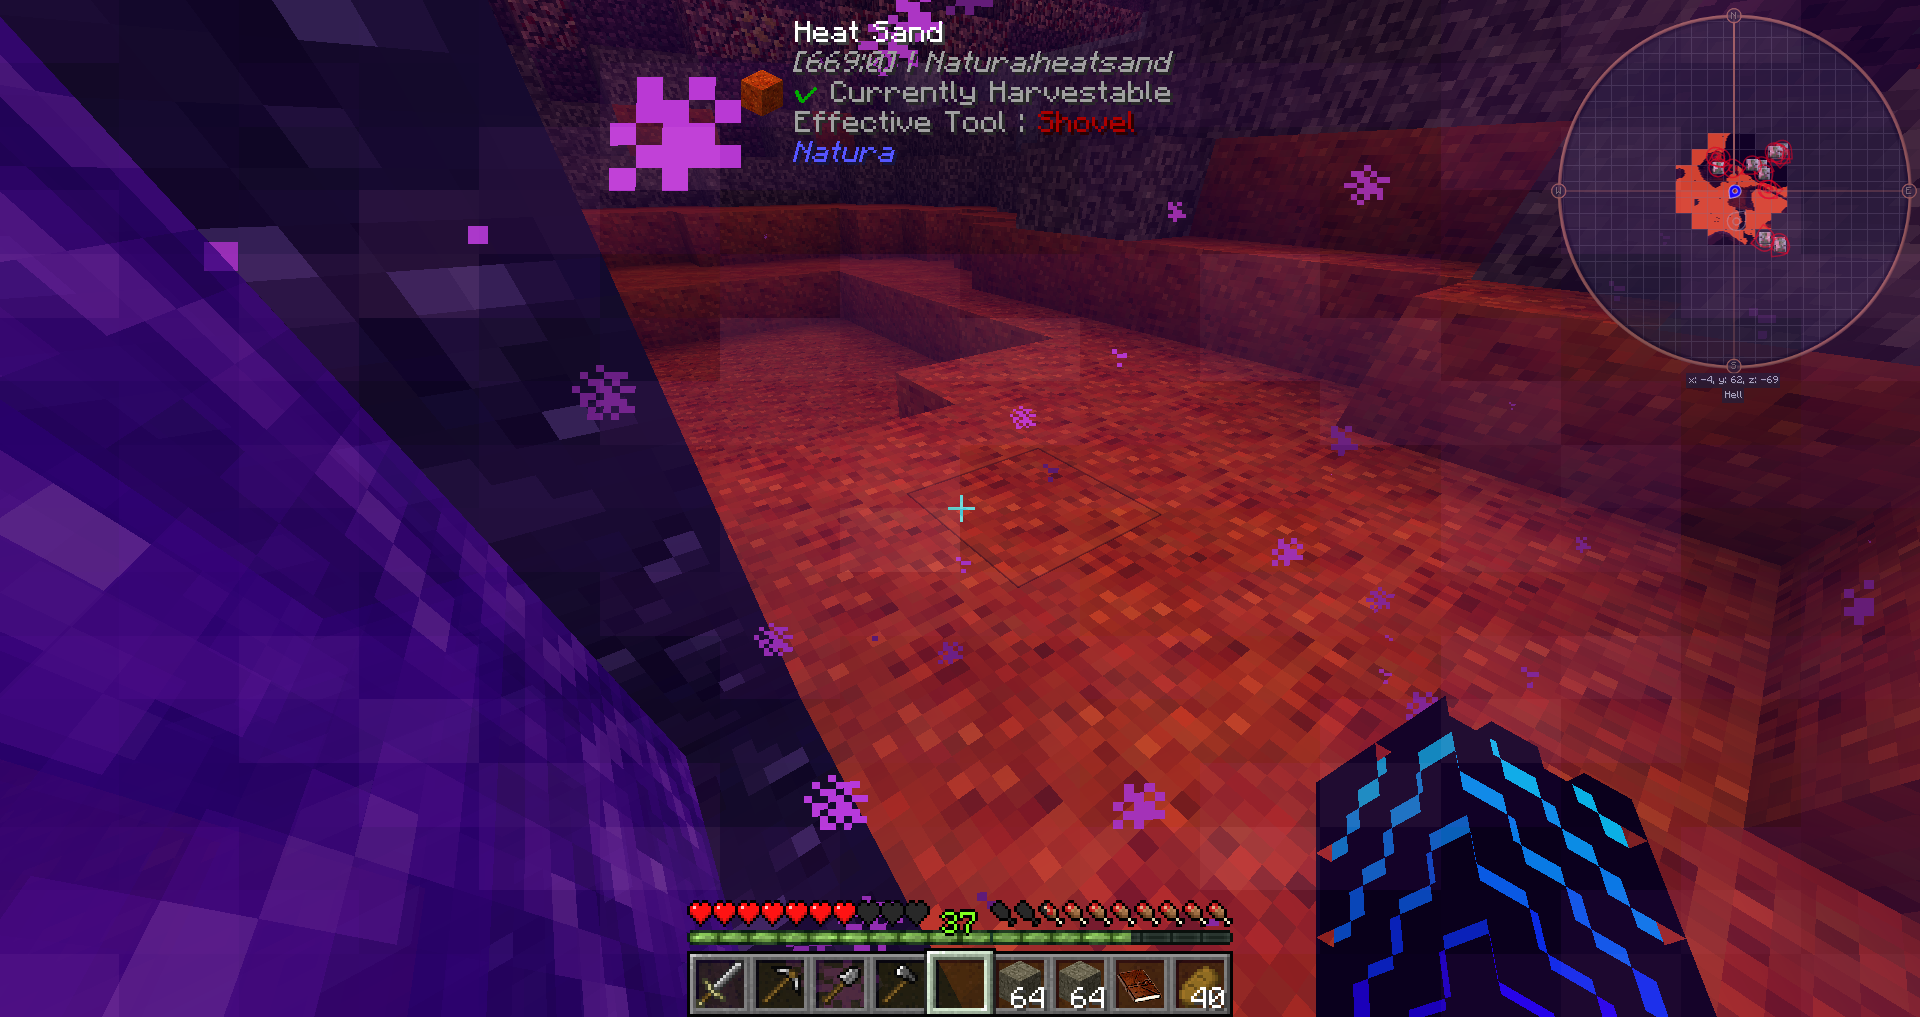 Heat Sand
[669:0] | Natura:heatsand
✓ Currently Harvestable
Effective Tool : Shovel
Natura
N
W
E
S
x: -4, y: 62, z: -69
Hell
37
64
64
40